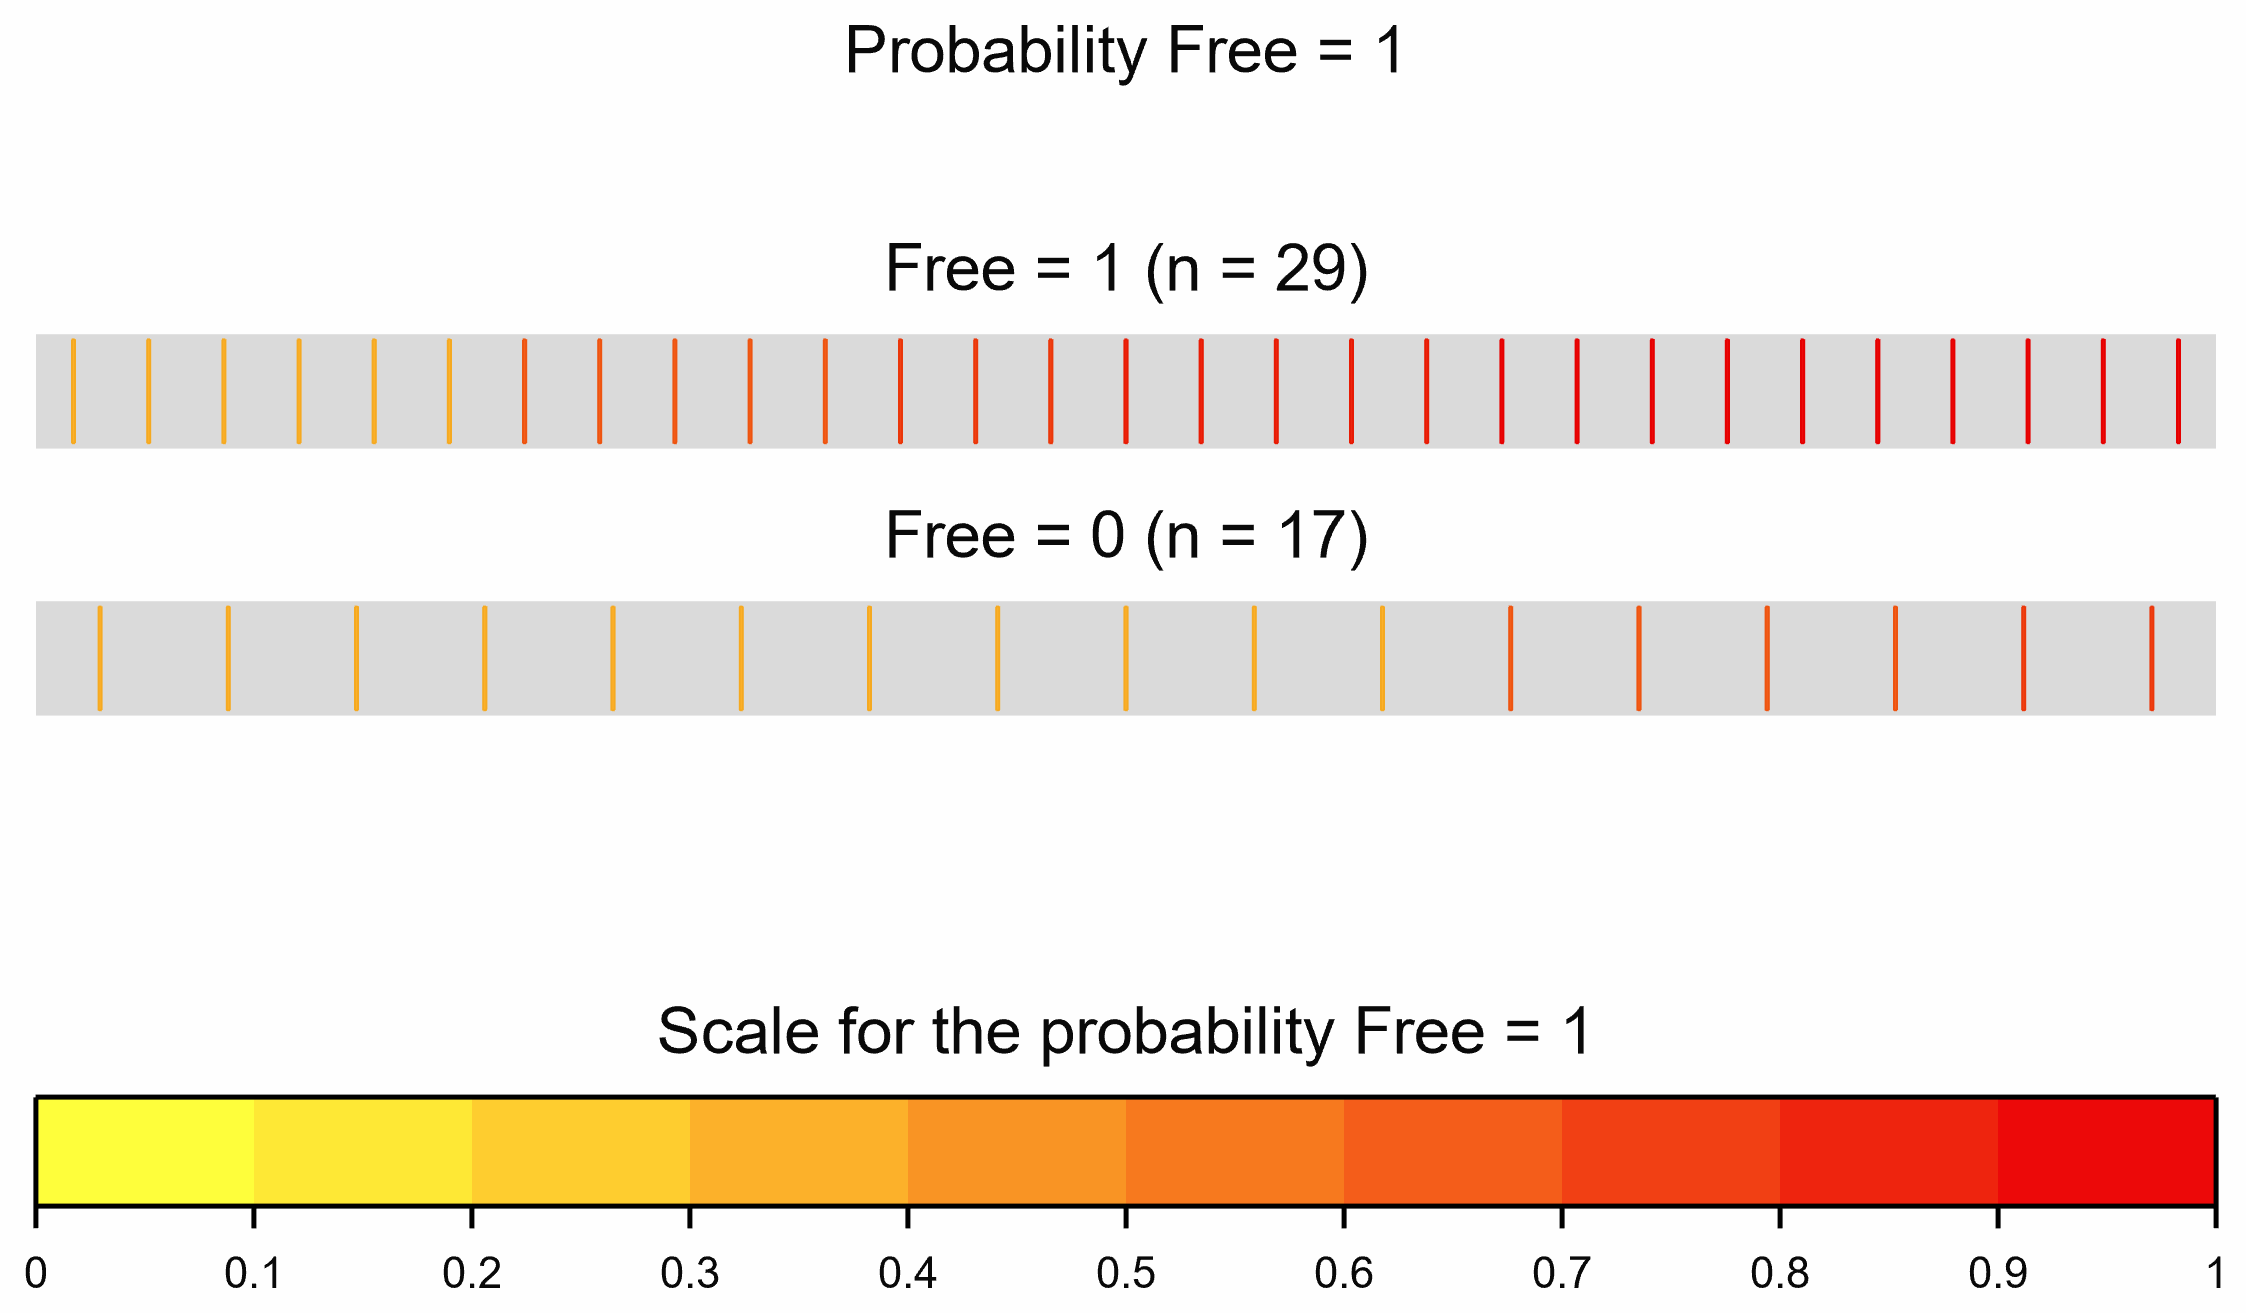 Probability Free = 1
Free = 1 (n = 29)
Free = 0 (n = 17)
Scale for the probability Free = 1
0 0.1 0.2 0.3 0.4 0.5 0.6 0.7 0.8 0.9 1